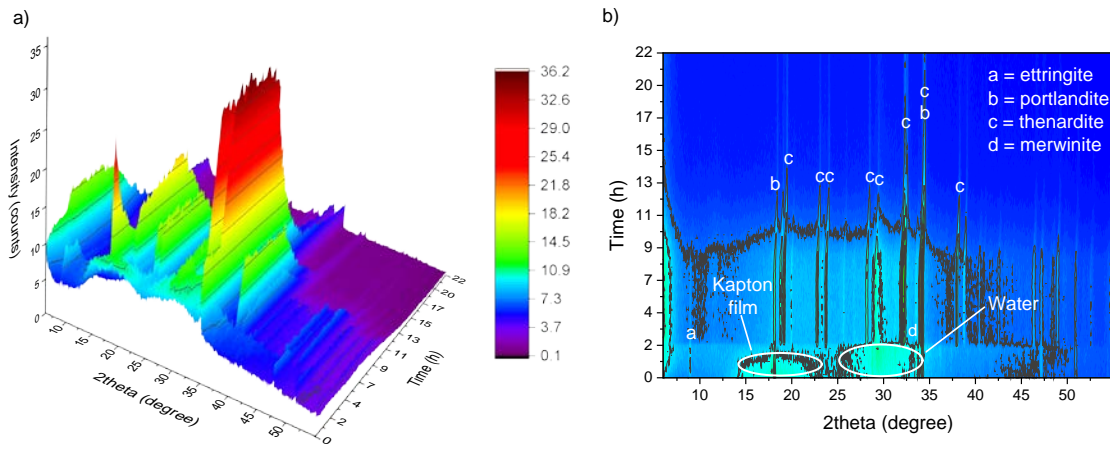 a)
35
30
25
20
15
10
5
0
Intensity (counts)
10
15
20
25
30
35
40
45
50
2theta (degree)
0
2
4
7
9
11
13
15
17
20
22
Time (h)
36.2
32.6
29.0
25.4
21.8
18.2
14.5
10.9
7.3
3.7
0.1
b)
22
20
17
15
13
11
9
7
4
2
0
Time (h)
10
15
20
25
30
35
40
45
50
2theta (degree)
a = ettringite
b = portlandite
c = thenardite
d = merwinite
c
b
c
c
b
cc
c
c
c
Kapton
film
Water
a
d